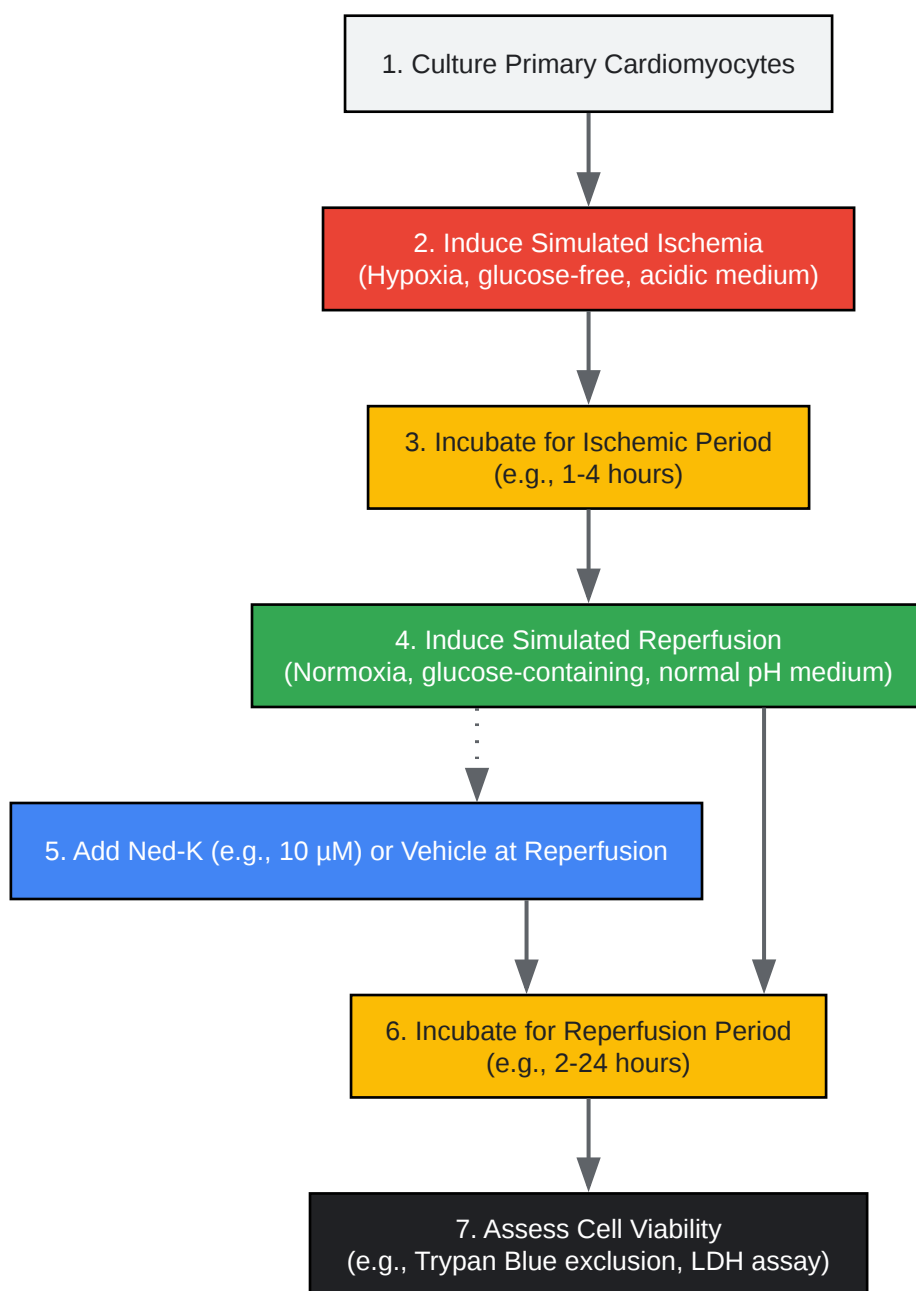 1. Culture Primary Cardiomyocytes
2. Induce Simulated Ischemia
(Hypoxia, glucose-free, acidic medium)
3. Incubate for Ischemic Period
(e.g., 1-4 hours)
4. Induce Simulated Reperfusion
(Normoxia, glucose-containing, normal pH medium)
5. Add Ned-K (e.g., 10 µM) or Vehicle at Reperfusion
6. Incubate for Reperfusion Period
(e.g., 2-24 hours)
7. Assess Cell Viability
(e.g., Trypan Blue exclusion, LDH assay)